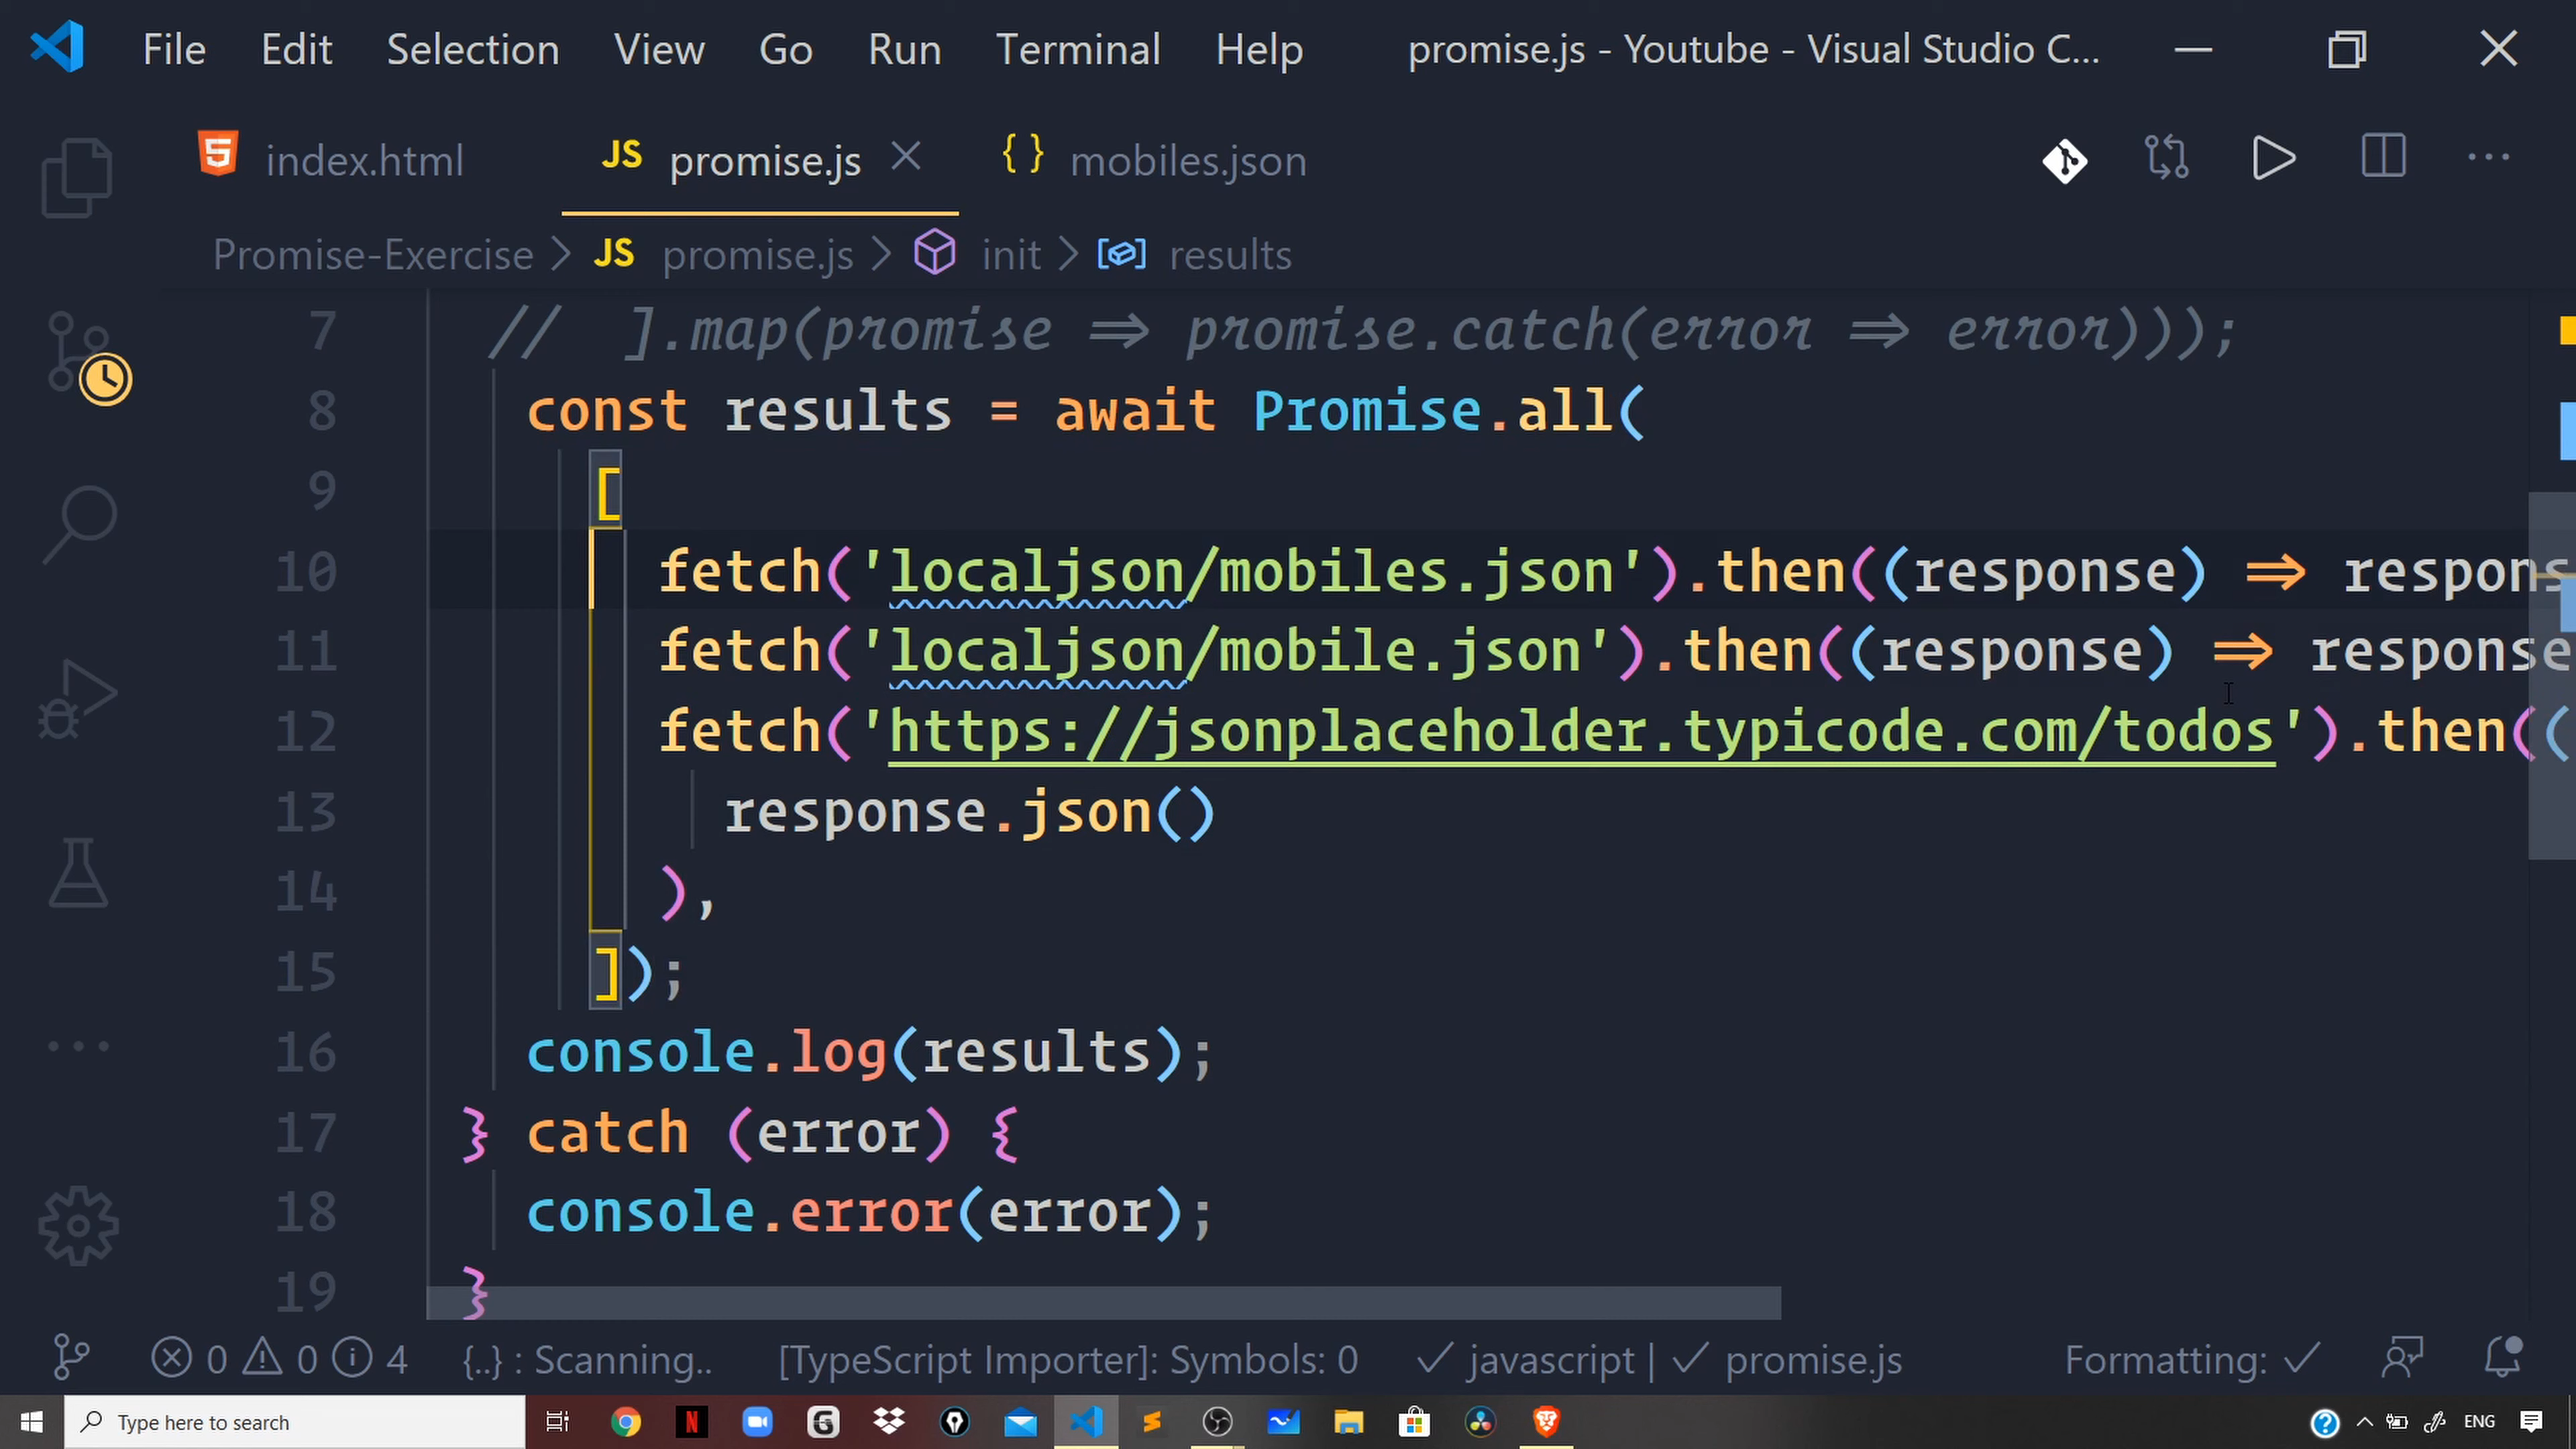 File Edit Selection View Go Run Terminal Help promise.js - Youtube - Visual Studio C...
index.html JS promise.js {} mobiles.json
Promise-Exercise > JS promise.js > init > results
7 // ].map(promise => promise.catch(error => error)));
8 const results = await Promise.all(
9 [
10 fetch('localjson/mobiles.json').then((response) => respons
11 fetch('localjson/mobile.json').then((response) => response
12 fetch('https://jsonplaceholder.typicode.com/todos').then((
13 response.json()
14 ),
15 ]);
16 console.log(results);
17 } catch (error) {
18 console.error(error);
19 }
0 0 4 {..} : Scanning.. [TypeScript Importer]: Symbols: 0 ✓ javascript | ✓ promise.js Formatting: ✓
Type here to search ENG